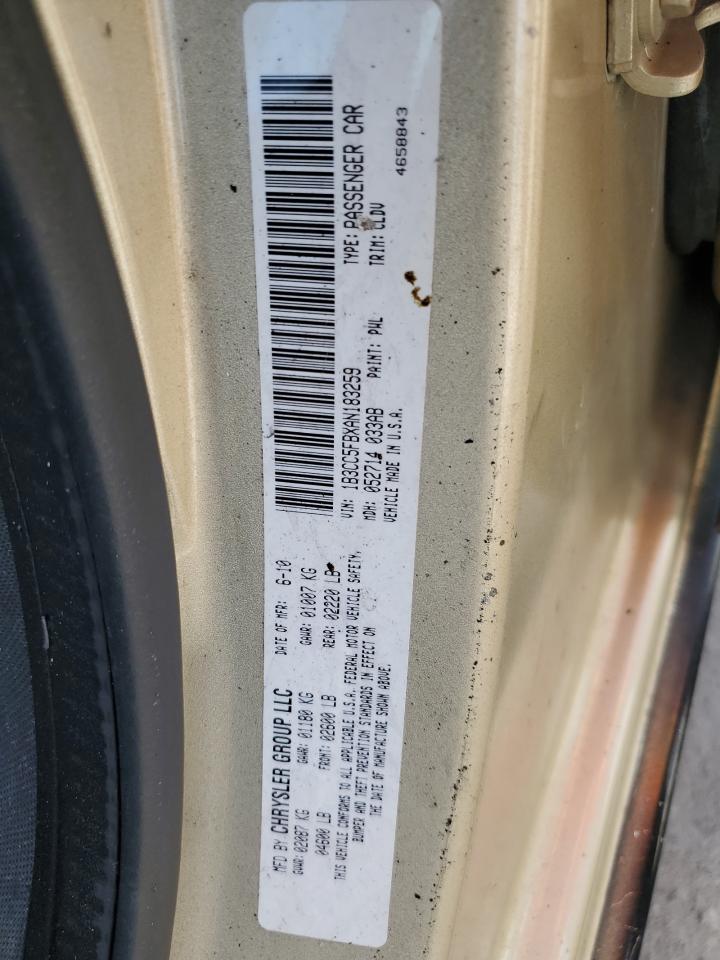 MFD BY CHRYSLER GROUP LLC DATE OF MFR: 6-10
GVWR: 02087 KG GAWR: 01180 KG GAWR: 01007 KG
04600 LB FRONT: 02600 LB REAR: 02220 LB
THIS VEHICLE CONFORMS TO ALL APPLICABLE U.S.A. FEDERAL MOTOR VEHICLE SAFETY,
BUMPER AND THEFT PREVENTION STANDARDS IN EFFECT ON
THE DATE OF MANUFACTURE SHOWN ABOVE.
VIN: 1B3CC5FBXAN183259 TYPE: PASSENGER CAR
MDH: 052714 033AB PAINT: PWL TRIM: CLDV
VEHICLE MADE IN U.S.A. 4658843